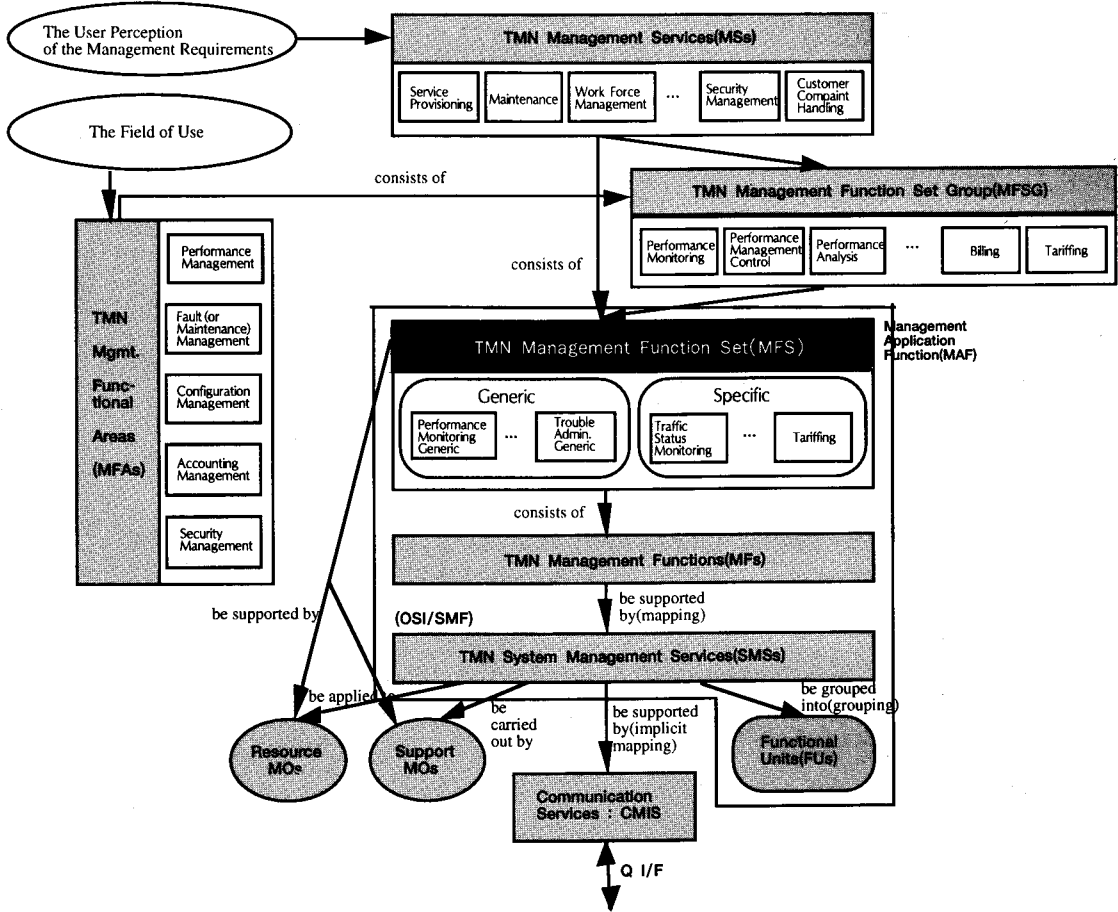 The User Perception
of the Management Requirements
TMN Management Services(MSs)
Service
Provisioning
Maintenance
Work Force
Management
...
Security
Management
Customer
Compaint
Handling
The Field of Use
consists of
TMN Management Function Set Group(MFSG)
Performance
Monitoring
Performance
Management
Control
Performance
Analysis
...
Billing
Tariffing
consists of
TMN
Mgmt.
Func-
tional
Areas
(MFAs)
Performance
Management
Fault (or
Maintenance)
Management
Configuration
Management
Accounting
Management
Security
Management
Management
Application
Function(MAF)
TMN Management Function Set(MFS)
Generic
Performance
Monitoring
Generic
...
Trouble
Admin.
Generic
Specific
Traffic
Status
Monitoring
...
Tariffing
consists of
TMN Management Functions(MFs)
be supported by
be supported
by(mapping)
(OSI/SMF)
TMN System Management Services(SMSs)
be applied
be
carried
out by
be supported
by(implicit
mapping)
be grouped
into(grouping)
Resource
MOs
Support
MOs
Functional
Units(FUs)
Communication
Services : CMIS
Q I/F